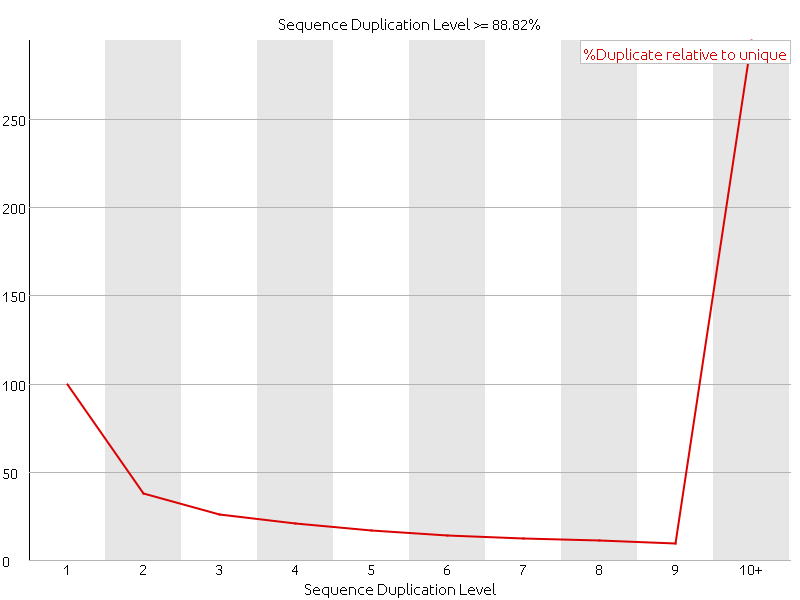 Sequence Duplication Level >= 88.82%
%Duplicate relative to unique
250
200
150
100
50
0
1 2 3 4 5 6 7 8 9 10+
Sequence Duplication Level